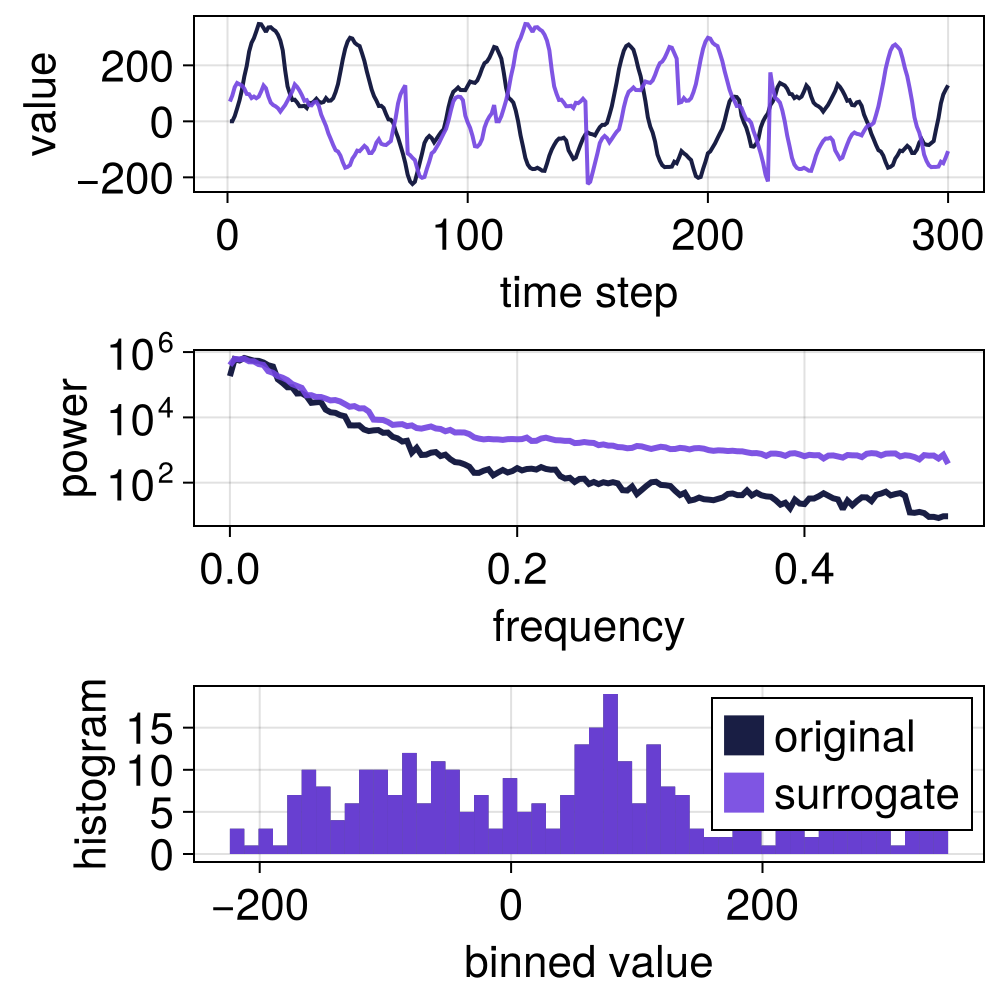 value
200
0
−200
0 100 200 300
time step
power
10^6
10^4
10^2
0.0 0.2 0.4
frequency
histogram
15
10
5
0
original
surrogate
−200 0 200
binned value